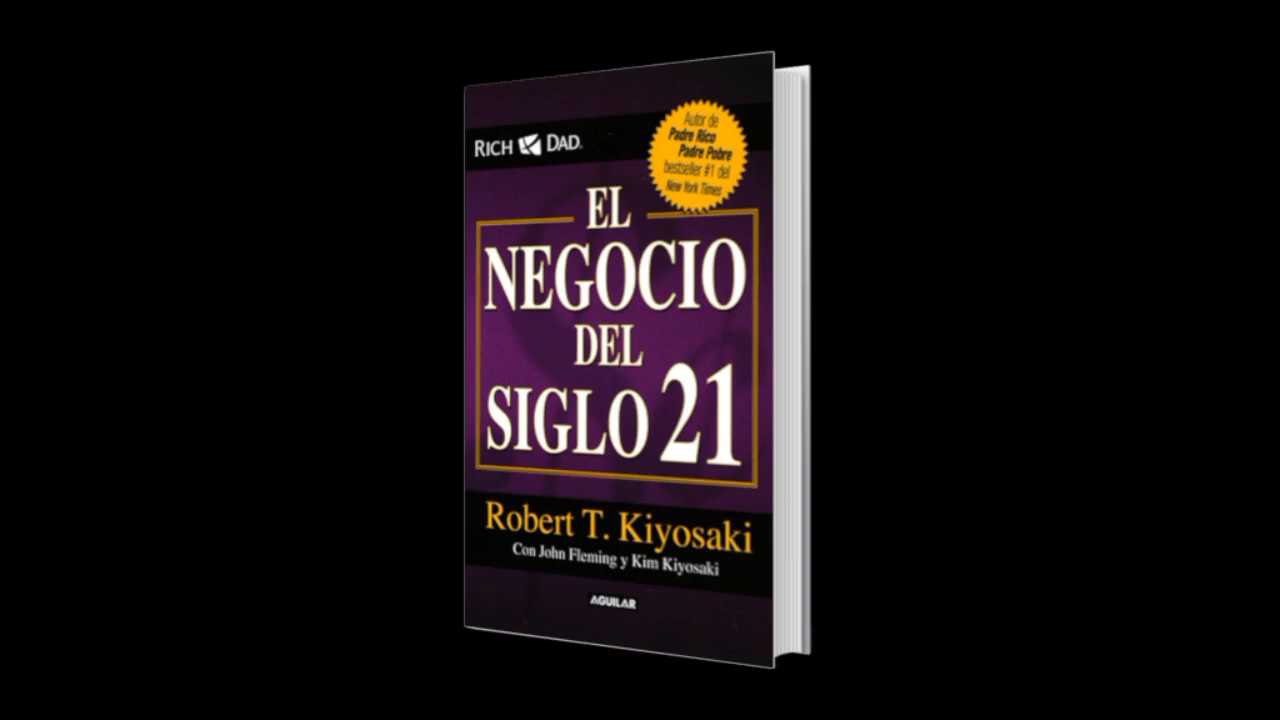 RICH DAD®
Autor de
Padre Rico
Padre Pobre
bestseller #1 del
New York Times
EL
NEGOCIO
DEL
SIGLO 21
Robert T. Kiyosaki
Con John Fleming y Kim Kiyosaki
AGUILAR